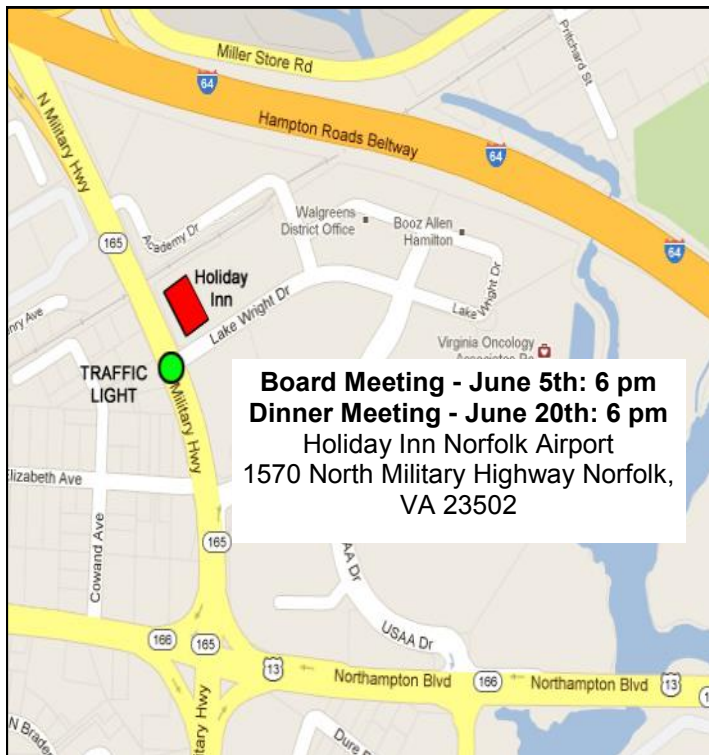 Miller Store Rd
Pritchard St
64
N Military Hwy
Hampton Roads Beltway
64
64
Walgreens
District Office
Booz Allen
Hamilton
Academy Dr
165
Holiday
Inn
Lake Wright Dr
Lake Wright Dr
Virginia Oncology
TRAFFIC
LIGHT
Military Hwy
Board Meeting - June 5th: 6 pm
Dinner Meeting - June 20th: 6 pm
Holiday Inn Norfolk Airport
1570 North Military Highway Norfolk,
VA 23502
Elizabeth Ave
Cowand Ave
165
USAA Dr
166
165
13
Northampton Blvd
166
Northampton Blvd
13